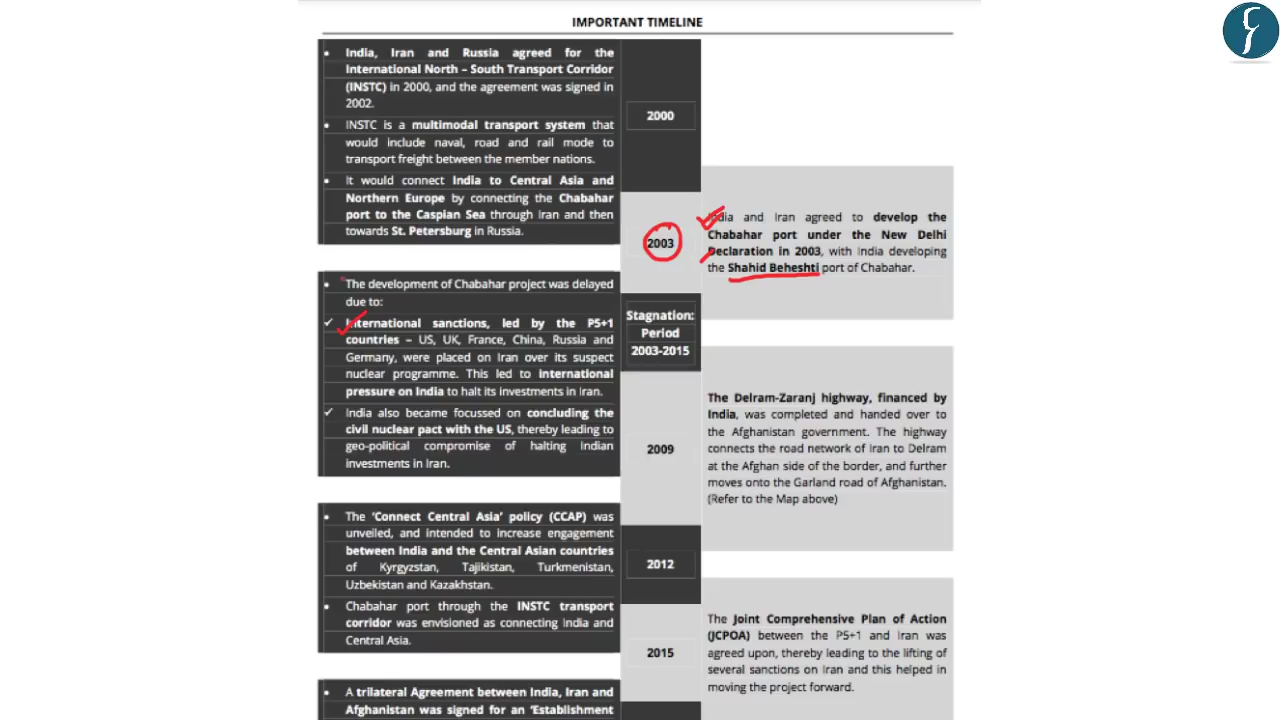 IMPORTANT TIMELINE
• India, Iran and Russia agreed for the
International North – South Transport Corridor
(INSTC) in 2000, and the agreement was signed in
2002.
• INSTC is a multimodal transport system that
would include naval, road and rail mode to
transport freight between the member nations.
• It would connect India to Central Asia and
Northern Europe by connecting the Chabahar
port to the Caspian Sea through Iran and then
towards St. Petersburg in Russia.
2000
2003
India and Iran agreed to develop the
Chabahar port under the New Delhi
Declaration in 2003, with India developing
the Shahid Beheshti port of Chabahar.
• The development of Chabahar project was delayed
due to:
✓ International sanctions, led by the P5+1
countries – US, UK, France, China, Russia and
Germany, were placed on Iran over its suspect
nuclear programme. This led to international
pressure on India to halt its investments in Iran.
✓ India also became focussed on concluding the
civil nuclear pact with the US, thereby leading to
geo-political compromise of halting Indian
investments in Iran.
Stagnation:
Period
2003-2015
2009
The Delram-Zaranj highway, financed by
India, was completed and handed over to
the Afghanistan government. The highway
connects the road network of Iran to Delram
at the Afghan side of the border, and further
moves onto the Garland road of Afghanistan.
(Refer to the Map above)
• The ‘Connect Central Asia’ policy (CCAP) was
unveiled, and intended to increase engagement
between India and the Central Asian countries
of Kyrgyzstan, Tajikistan, Turkmenistan,
Uzbekistan and Kazakhstan.
• Chabahar port through the INSTC transport
corridor was envisioned as connecting India and
Central Asia.
2012
2015
The Joint Comprehensive Plan of Action
(JCPOA) between the P5+1 and Iran was
agreed upon, thereby leading to the lifting of
several sanctions on Iran and this helped in
moving the project forward.
• A trilateral Agreement between India, Iran and
Afghanistan was signed for an ‘Establishment